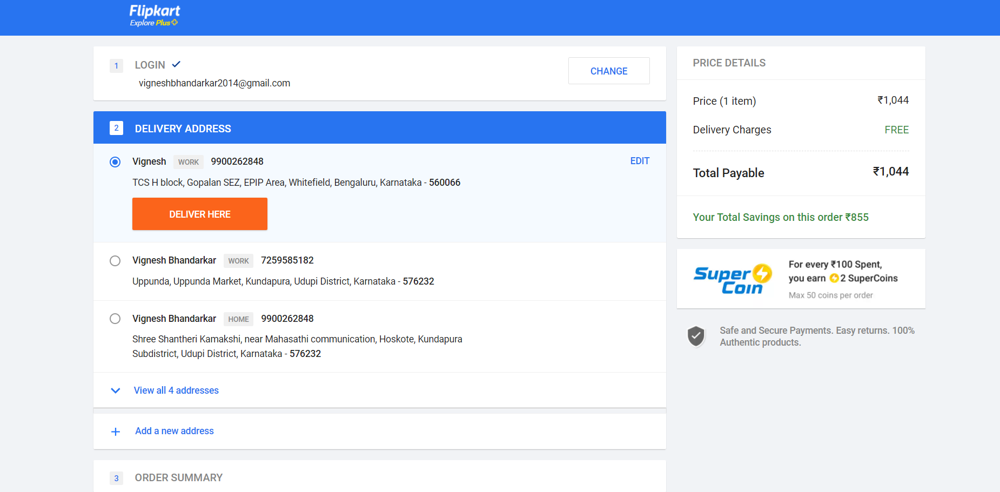 Flipkart
Explore Plus
1 LOGIN
vigneshbhandarkar2014@gmail.com
CHANGE
2 DELIVERY ADDRESS
Vignesh WORK 9900262848 EDIT
TCS H block, Gopalan SEZ, EPIP Area, Whitefield, Bengaluru, Karnataka - 560066
DELIVER HERE
Vignesh Bhandarkar WORK 7259585182
Uppunda, Uppunda Market, Kundapura, Udupi District, Karnataka - 576232
Vignesh Bhandarkar HOME 9900262848
Shree Shantheri Kamakshi, near Mahasathi communication, Hoskote, Kundapura
Subdistrict, Udupi District, Karnataka - 576232
View all 4 addresses
Add a new address
3 ORDER SUMMARY
PRICE DETAILS
Price (1 item) ₹1,044
Delivery Charges FREE
Total Payable ₹1,044
Your Total Savings on this order ₹855
Super
Coin
For every ₹100 Spent,
you earn 2 SuperCoins
Max 50 coins per order
Safe and Secure Payments. Easy returns. 100%
Authentic products.